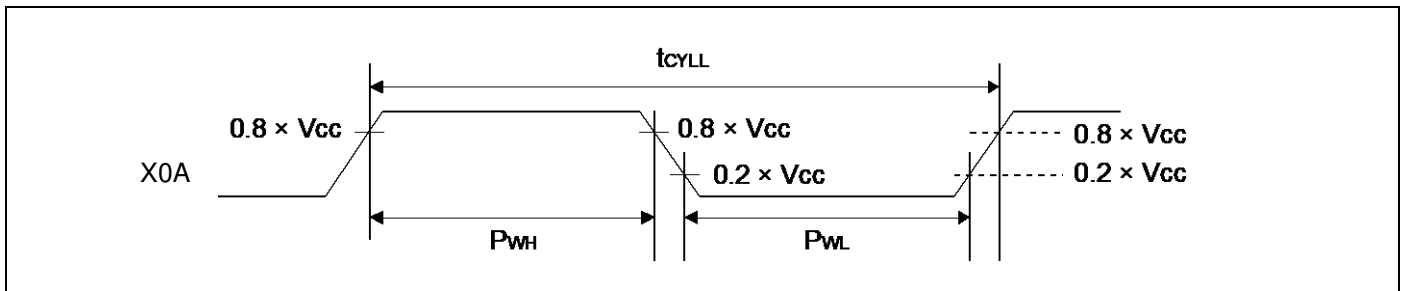 tCYLL
0.8 × Vcc
0.8 × Vcc
0.8 × Vcc
X0A
0.2 × Vcc
0.2 × Vcc
PWH
PWL